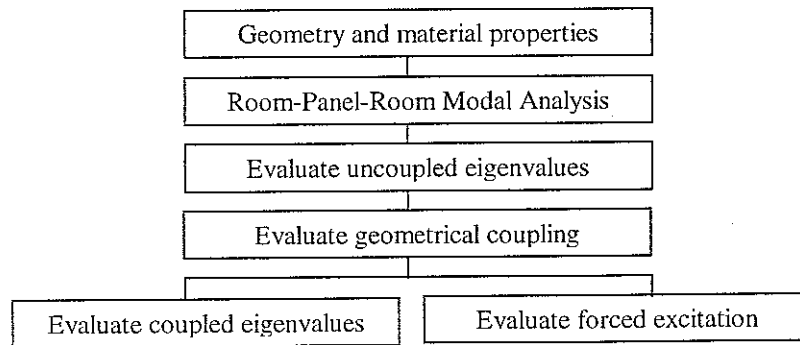 Geometry and material properties
Room-Panel-Room Modal Analysis
Evaluate uncoupled eigenvalues
Evaluate geometrical coupling
Evaluate coupled eigenvalues
Evaluate forced excitation